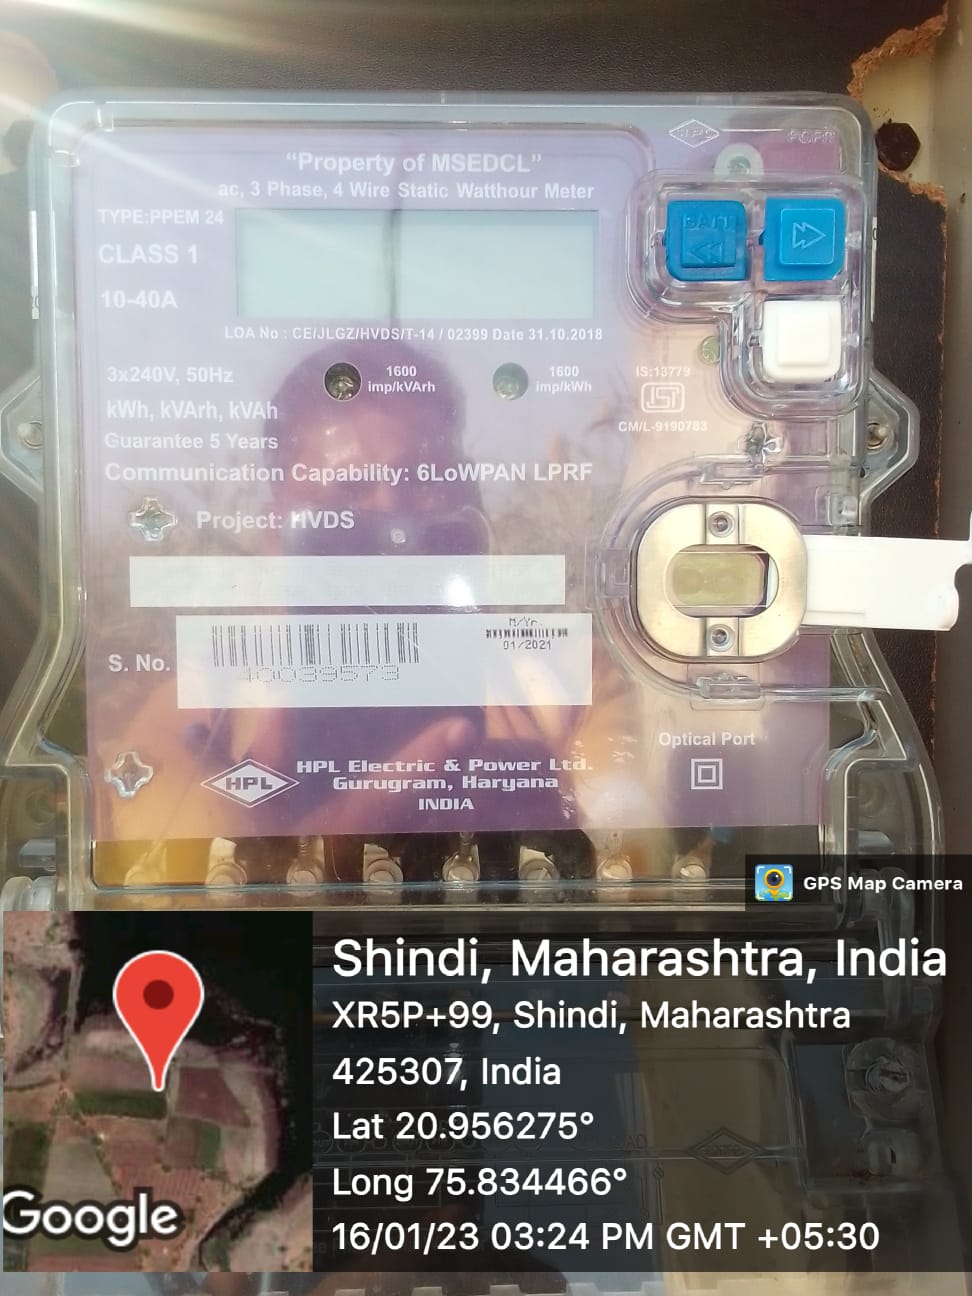 "Property of MSEDCL"
ac, 3 Phase, 4 Wire Static Watthour Meter
TYPE:PPEM 24
CLASS 1
10-40A
BATT
LOA No : CE/JLGZ/HVDS/T-14 / 02399 Date 31.10.2018
3x240V, 50Hz
1600
imp/kVArh
1600
imp/kWh
IS:13779
CM/L-9190783
kWh, kVArh, kVAh
Guarantee 5 Years
Communication Capability: 6LoWPAN LPRF
Project: HVDS
M/Yr.
01/2021
S. No.
40039573
Optical Port
HPL
HPL Electric & Power Ltd.
Gurugram, Haryana
INDIA
GPS Map Camera
Shindi, Maharashtra, India
XR5P+99, Shindi, Maharashtra
425307, India
Lat 20.956275°
Long 75.834466°
16/01/23 03:24 PM GMT +05:30
Google